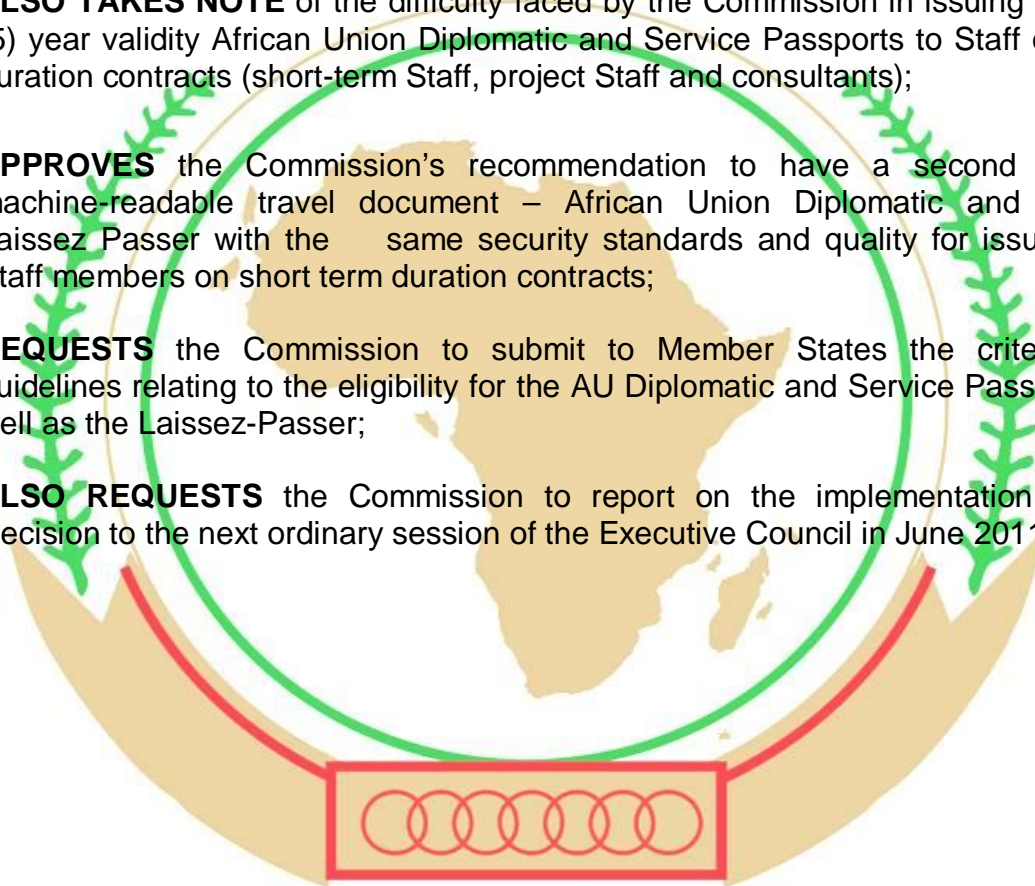 LSO TAKES NOTE of the difficulty faced by the Commission in issuing
5) year validity African Union Diplomatic and Service Passports to Staff
uration contracts (short-term Staff, project Staff and consultants);
PPROVES the Commission’s recommendation to have a second
achine-readable travel document – African Union Diplomatic and
aissez Passer with the same security standards and quality for issu
taff members on short term duration contracts;
EQUESTS the Commission to submit to Member States the crite
uidelines relating to the eligibility for the AU Diplomatic and Service Pass
ell as the Laissez-Passer;
LSO REQUESTS the Commission to report on the implementation
ecision to the next ordinary session of the Executive Council in June 2011